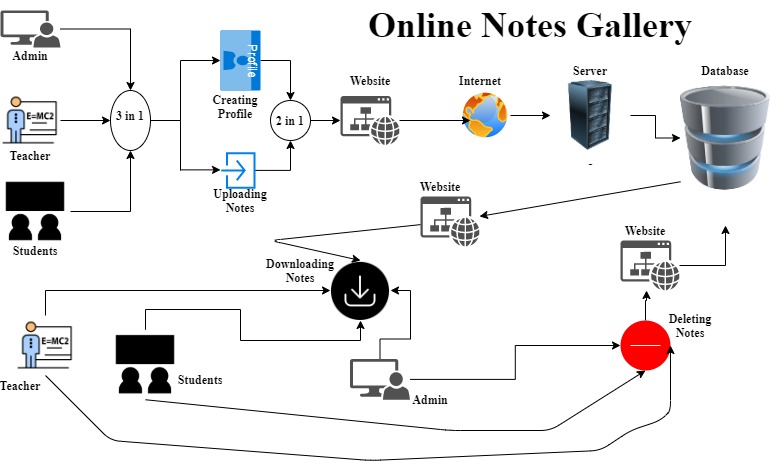 Online Notes Gallery
Admin
E=MC2
Teacher
Students
3 in 1
Profile
Creating
Profile
Uploading
Notes
2 in 1
Website
Internet
Server
-
Database
Website
Downloading
Notes
Website
Deleting
Notes
E=MC2
Teacher
Students
Admin